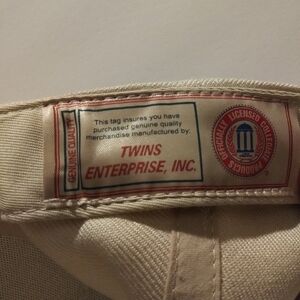 GENUINE QUALITY
This tag insures you have
purchased genuine quality
merchandise manufactured by.
TWINS
ENTERPRISE, INC.
OFFICIALLY LICENSED COLLEGIATE PRODUCTS